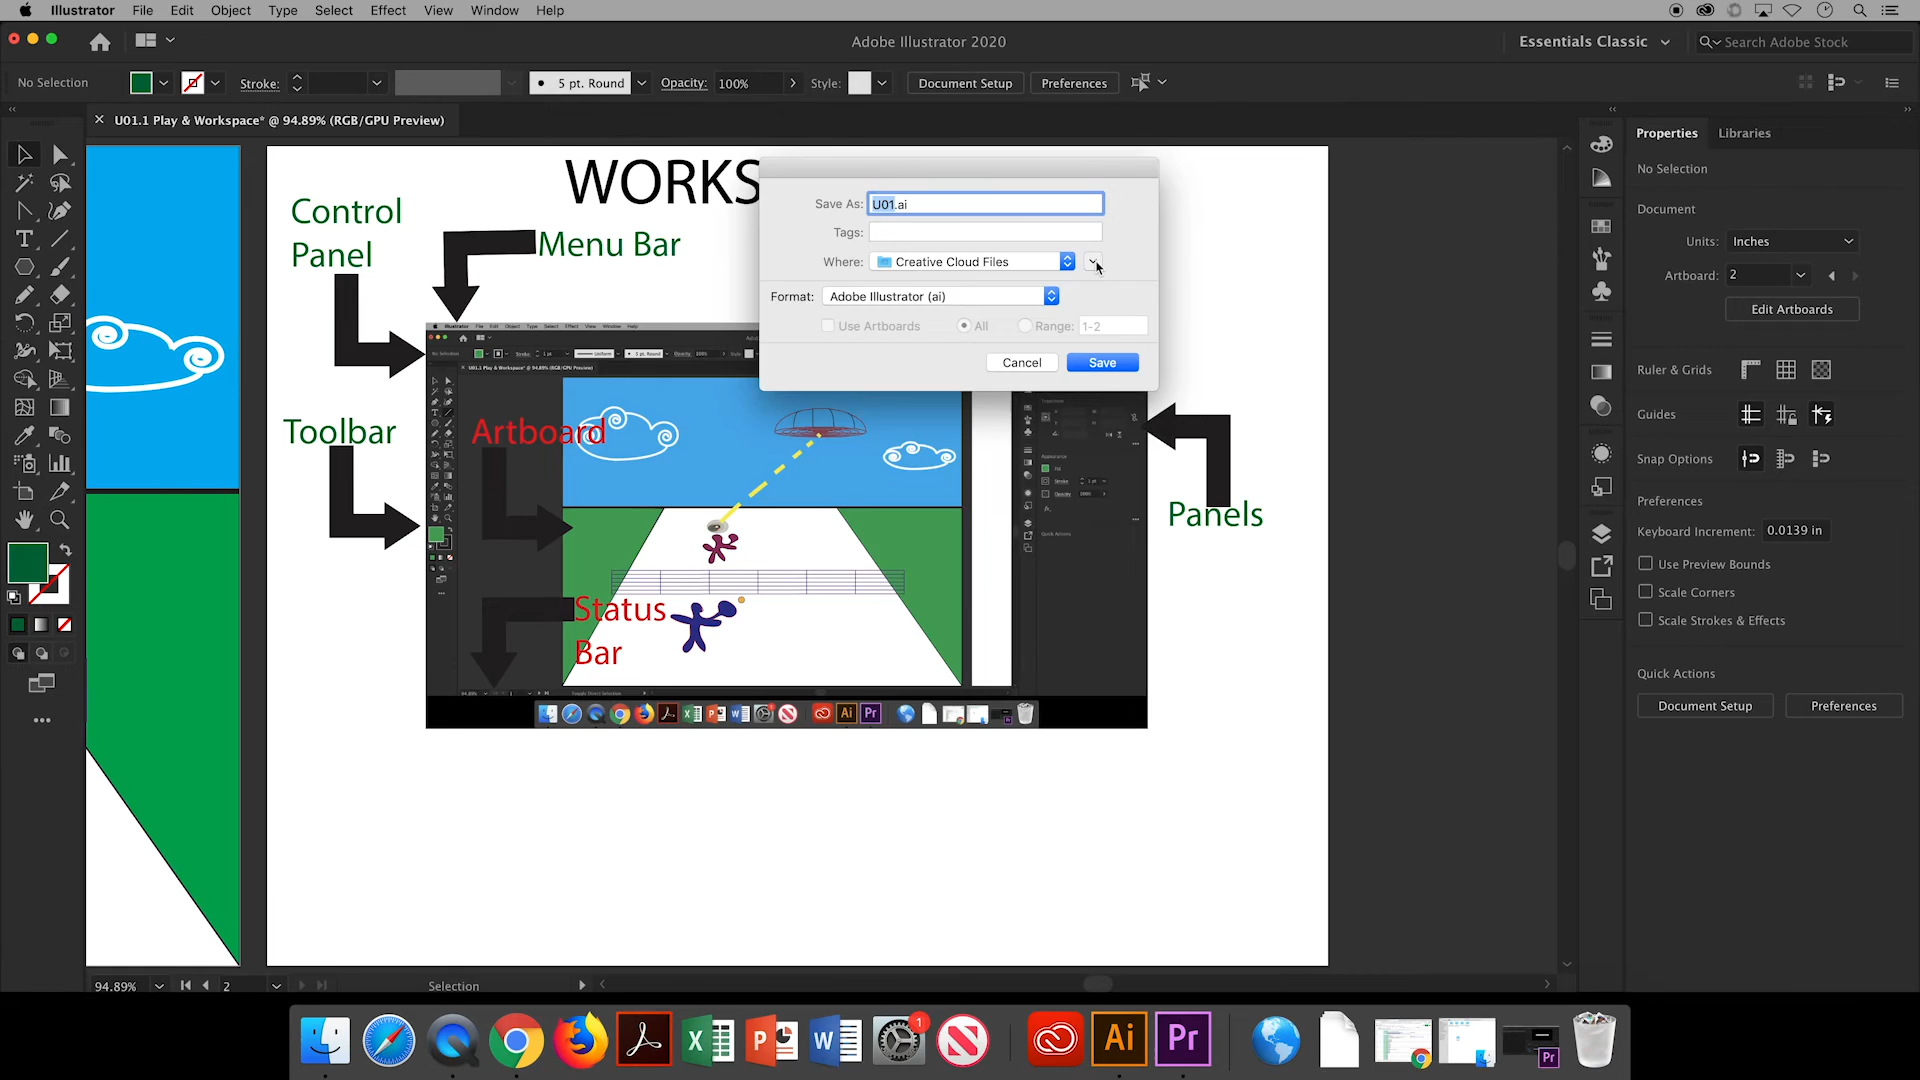 Illustrator File Edit Object Type Select Effect View Window Help
Adobe Illustrator 2020
Essentials Classic
Search Adobe Stock
No Selection
Stroke:
5 pt. Round
Opacity: 100%
Style:
Document Setup
Preferences
U01.1 Play & Workspace* @ 94.89% (RGB/GPU Preview)
WORKS
Control
Panel
Menu Bar
Toolbar
Artboard
Status
Bar
Panels
Save As: U01.ai
Tags:
Where: Creative Cloud Files
Format: Adobe Illustrator (ai)
Use Artboards All Range: 1-2
Cancel Save
Properties Libraries
No Selection
Document
Units: Inches
Artboard: 2
Edit Artboards
Ruler & Grids
Guides
Snap Options
Preferences
Keyboard Increment: 0.0139 in
Use Preview Bounds
Scale Corners
Scale Strokes & Effects
Quick Actions
Document Setup Preferences
94.89% 2 Selection
1
Ai Pr